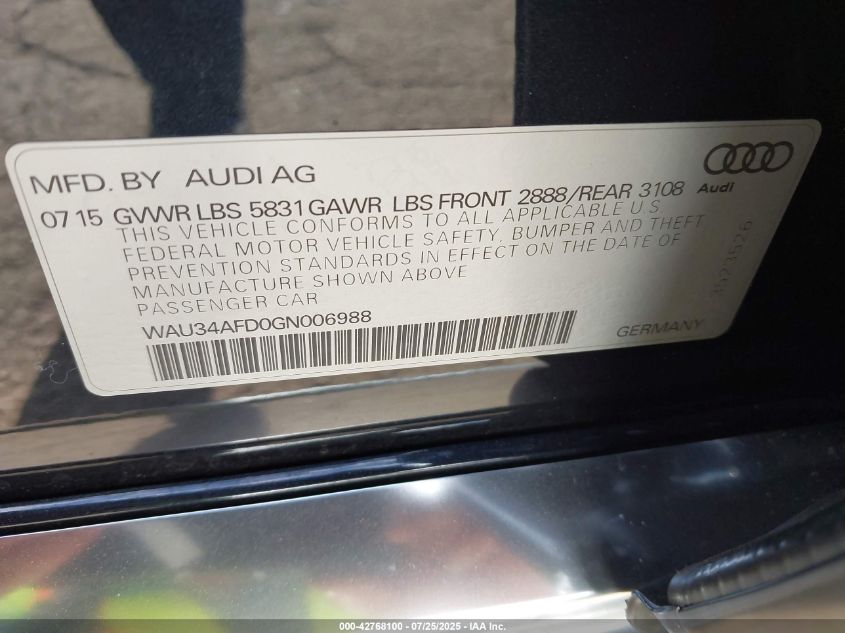 MFD. BY AUDI AG
07 15 GVWR LBS 5831 GAWR LBS FRONT 2888/REAR 3108
Audi
THIS VEHICLE CONFORMS TO ALL APPLICABLE U S
FEDERAL MOTOR VEHICLE SAFETY, BUMPER AND THEFT
PREVENTION STANDARDS IN EFFECT ON THE DATE OF
MANUFACTURE SHOWN ABOVE
PASSENGER CAR
WAU34AFD0GN006988
GERMANY
000-42768100 - 07/25/2025 - IAA Inc.